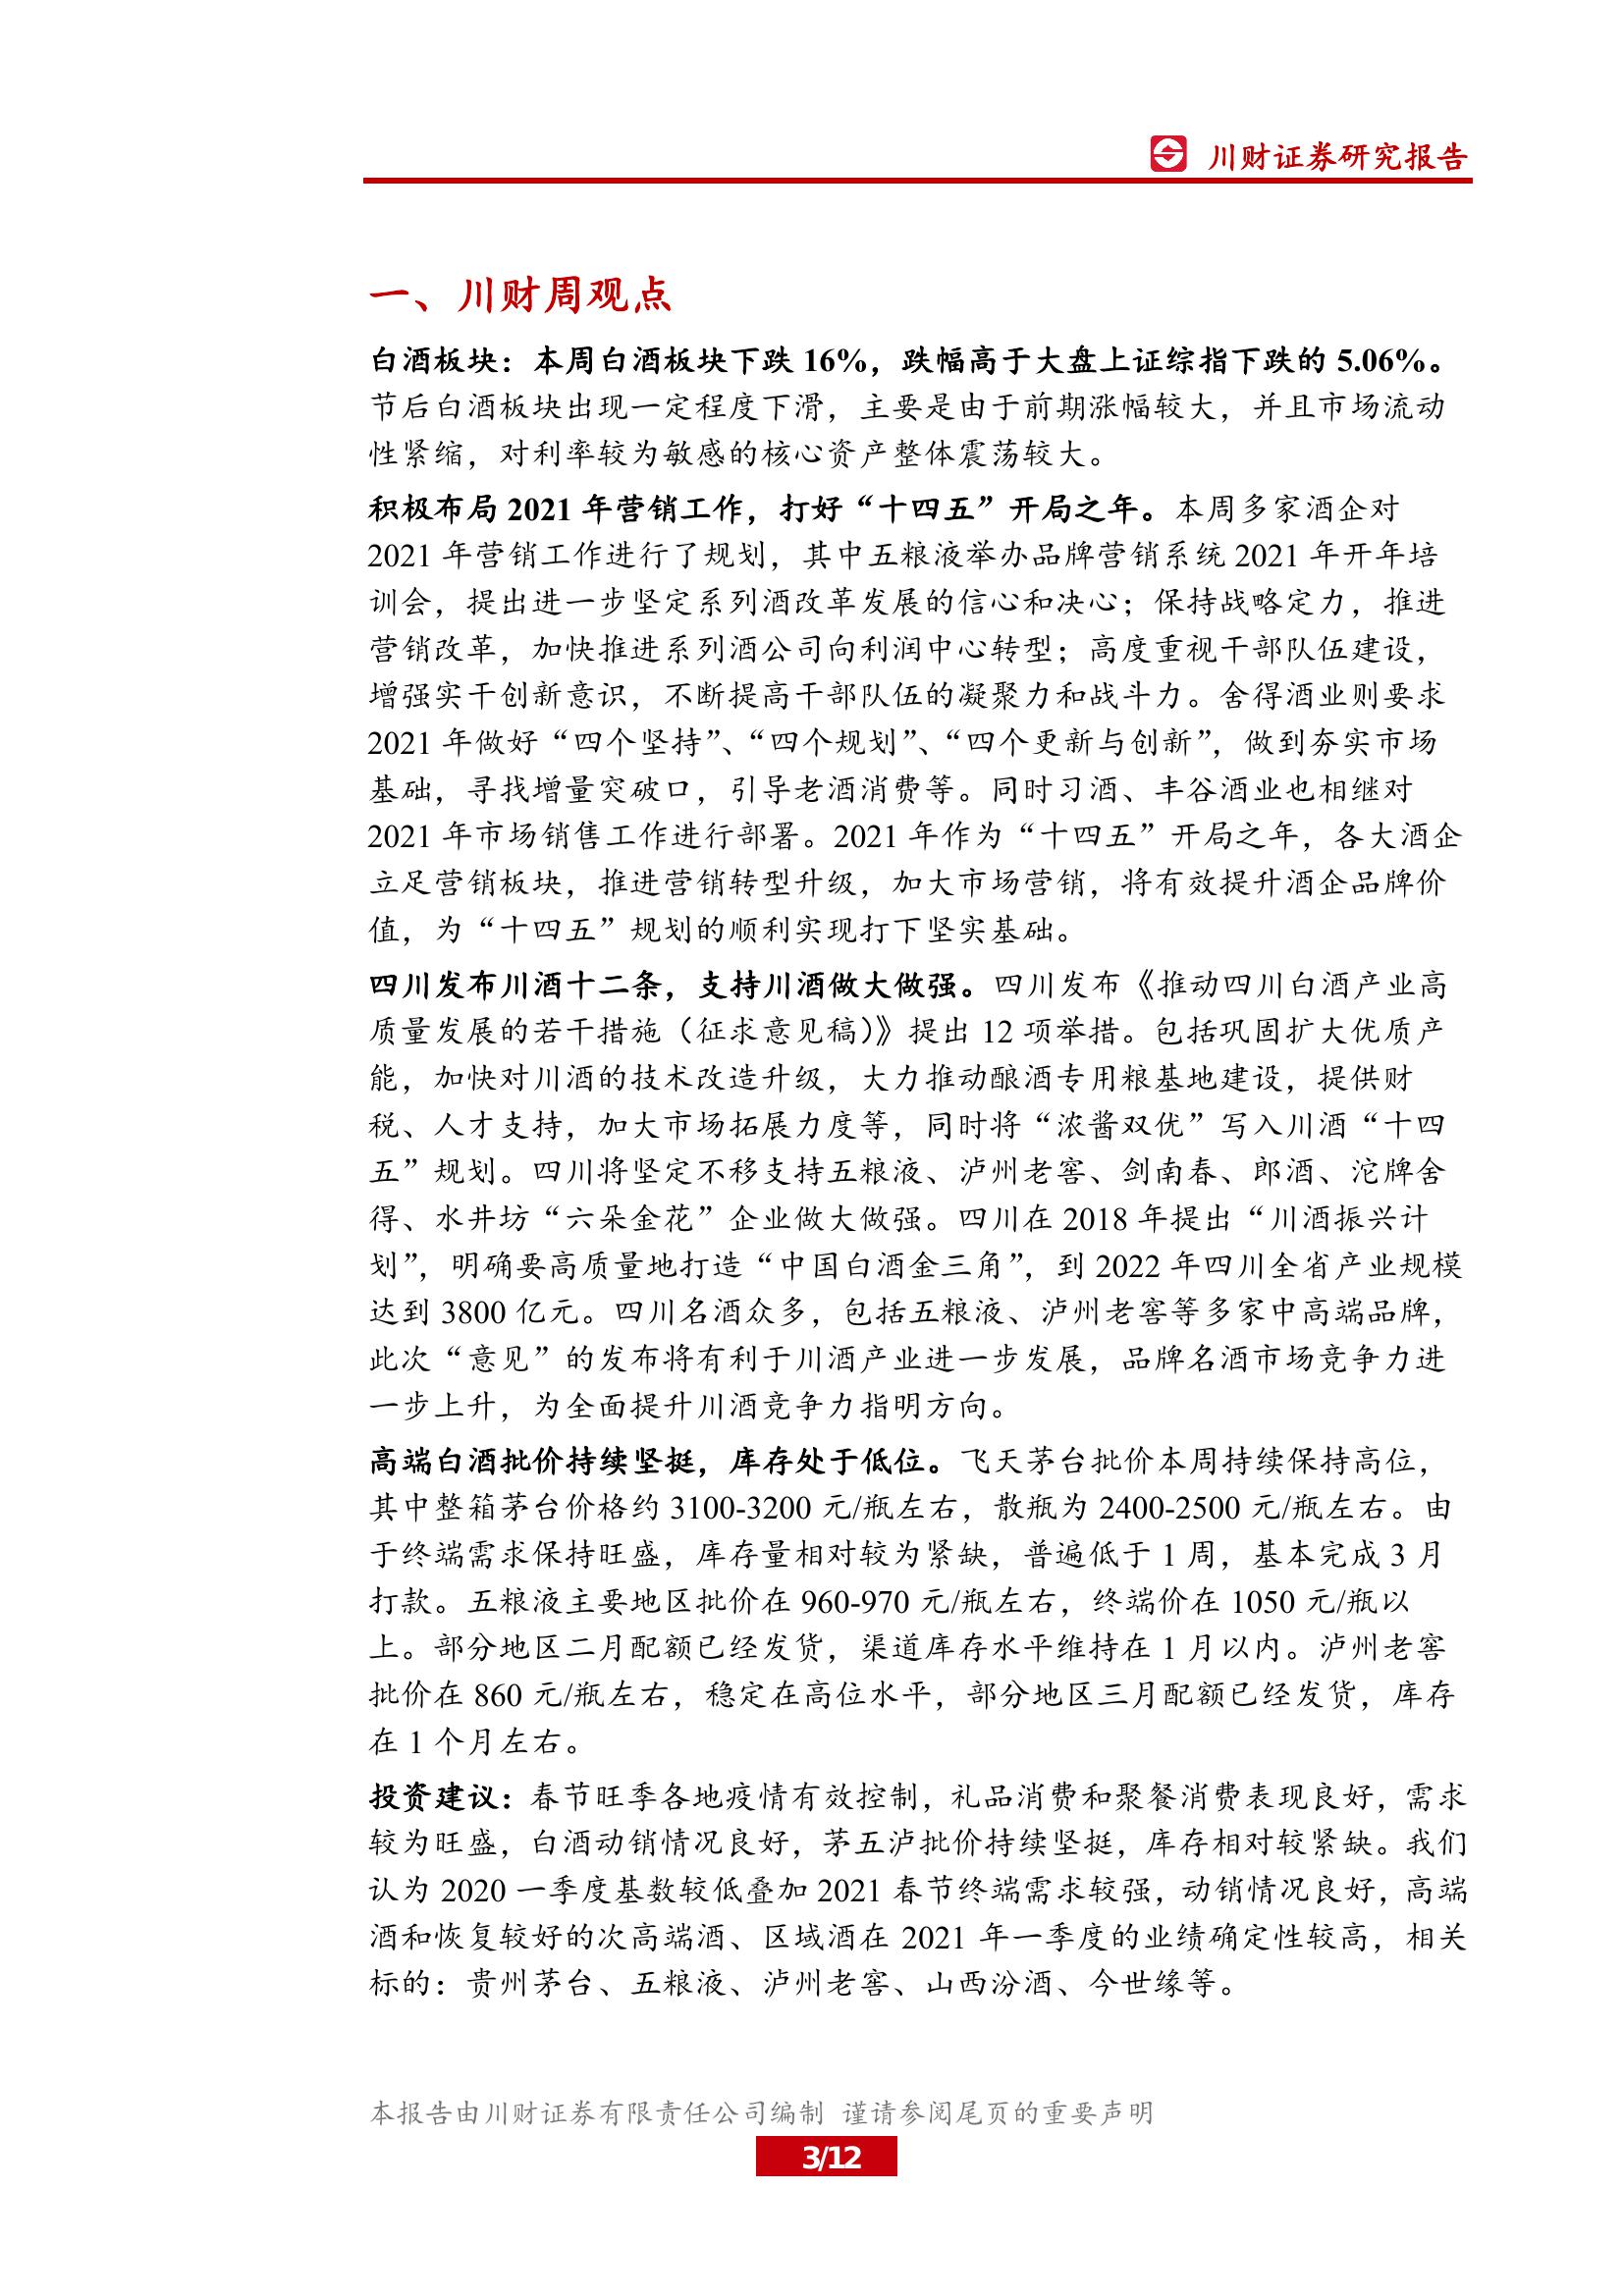 川财证券研究报告
一、川财周观点
白酒板块：本周白酒板块下跌 16%，跌幅高于大盘上证综指下跌的 5.06%。
节后白酒板块出现一定程度下滑，主要是由于前期涨幅较大，并且市场流动
性紧缩，对利率较为敏感的核心资产整体震荡较大。
积极布局 2021 年营销工作，打好“十四五”开局之年。本周多家酒企对
2021 年营销工作进行了规划，其中五粮液举办品牌营销系统 2021 年开年培
训会，提出进一步坚定系列酒改革发展的信心和决心；保持战略定力，推进
营销改革，加快推进系列酒公司向利润中心转型；高度重视干部队伍建设，
增强实干创新意识，不断提高干部队伍的凝聚力和战斗力。舍得酒业则要求
2021 年做好“四个坚持”、“四个规划”、“四个更新与创新”，做到夯实市场
基础，寻找增量突破口，引导老酒消费等。同时习酒、丰谷酒业也相继对
2021 年市场销售工作进行部署。2021 年作为“十四五”开局之年，各大酒企
立足营销板块，推进营销转型升级，加大市场营销，将有效提升酒企品牌价
值，为“十四五”规划的顺利实现打下坚实基础。
四川发布川酒十二条，支持川酒做大做强。四川发布《推动四川白酒产业高
质量发展的若干措施（征求意见稿）》提出 12 项举措。包括巩固扩大优质产
能，加快对川酒的技术改造升级，大力推动酿酒专用粮基地建设，提供财
税、人才支持，加大市场拓展力度等，同时将“浓酱双优”写入川酒“十四
五”规划。四川将坚定不移支持五粮液、泸州老窖、剑南春、郎酒、沱牌舍
得、水井坊“六朵金花”企业做大做强。四川在 2018 年提出“川酒振兴计
划”，明确要高质量地打造“中国白酒金三角”，到 2022 年四川全省产业规模
达到 3800 亿元。四川名酒众多，包括五粮液、泸州老窖等多家中高端品牌，
此次“意见”的发布将有利于川酒产业进一步发展，品牌名酒市场竞争力进
一步上升，为全面提升川酒竞争力指明方向。
高端白酒批价持续坚挺，库存处于低位。飞天茅台批价本周持续保持高位，
其中整箱茅台价格约 3100-3200 元/瓶左右，散瓶为 2400-2500 元/瓶左右。由
于终端需求保持旺盛，库存量相对较为紧缺，普遍低于 1 周，基本完成 3 月
打款。五粮液主要地区批价在 960-970 元/瓶左右，终端价在 1050 元/瓶以
上。部分地区二月配额已经发货，渠道库存水平维持在 1 月以内。泸州老窖
批价在 860 元/瓶左右，稳定在高位水平，部分地区三月配额已经发货，库存
在 1 个月左右。
投资建议：春节旺季各地疫情有效控制，礼品消费和聚餐消费表现良好，需求
较为旺盛，白酒动销情况良好，茅五泸批价持续坚挺，库存相对较紧缺。我们
认为 2020 一季度基数较低叠加 2021 春节终端需求较强，动销情况良好，高端
酒和恢复较好的次高端酒、区域酒在 2021 年一季度的业绩确定性较高，相关
标的：贵州茅台、五粮液、泸州老窖、山西汾酒、今世缘等。
本报告由川财证券有限责任公司编制 谨请参阅尾页的重要声明
3/12